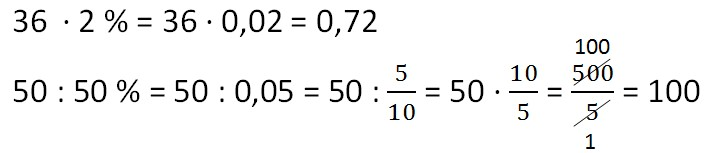 36 · 2 % = 36 · 0,02 = 0,72
50 : 50 % = 50 : 0,05 = 50 : 5/10 = 50 · 10/5 = 500/5 = 100
100
1